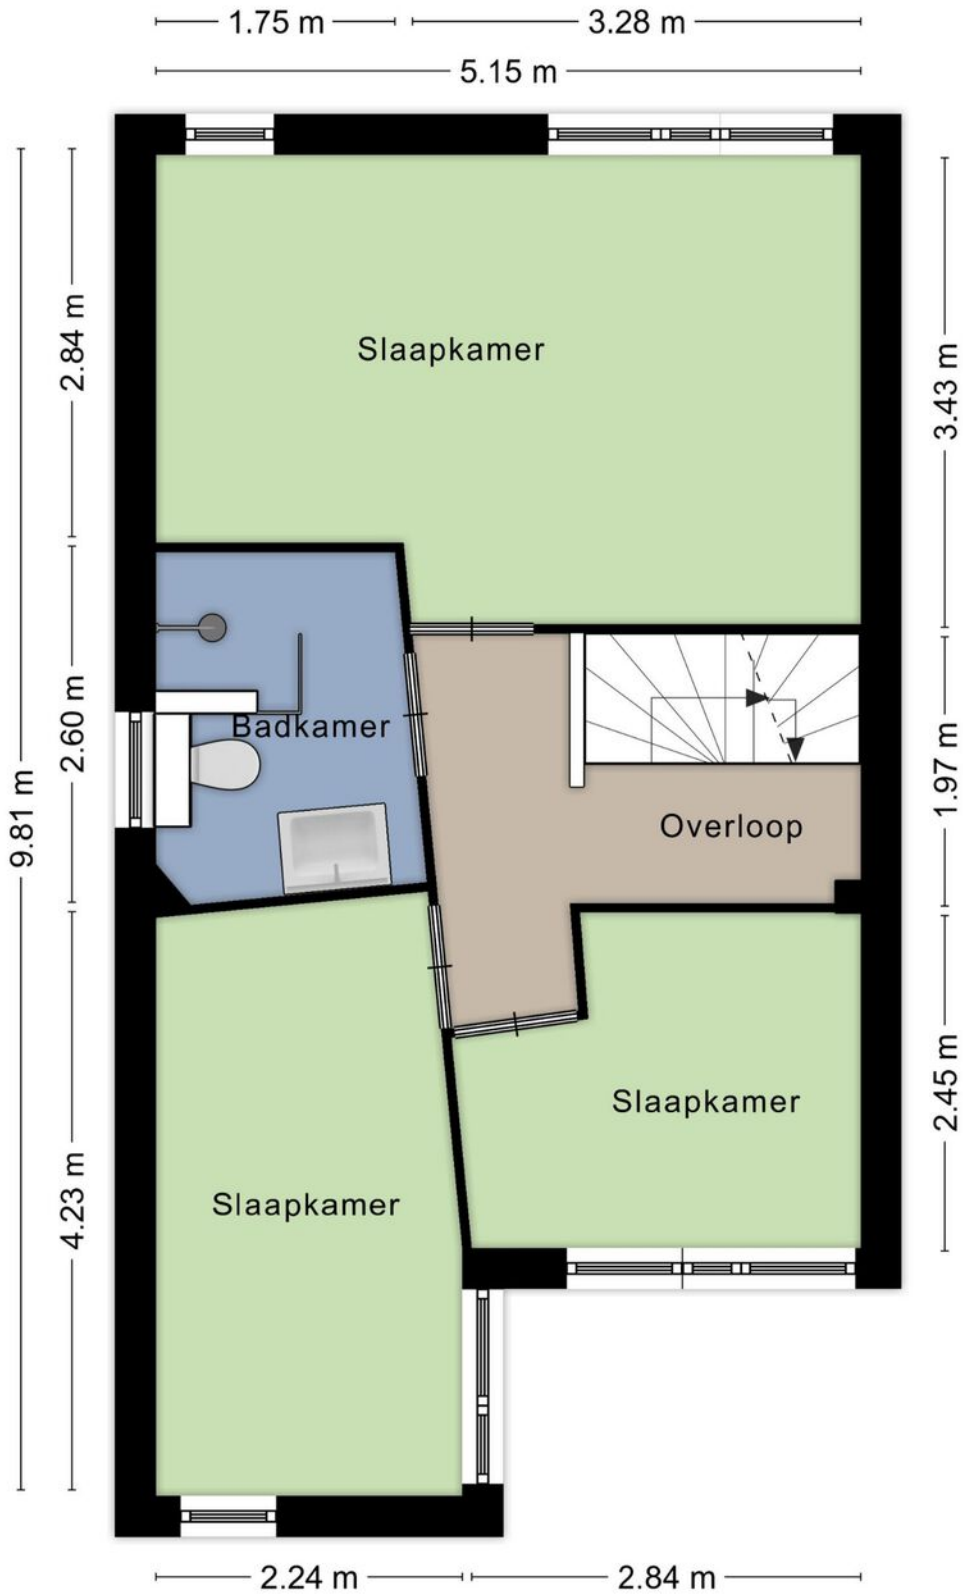 1.75 m
3.28 m
5.15 m
Slaapkamer
2.84 m
3.43 m
Badkamer
2.60 m
9.81 m
1.97 m
Overloop
Slaapkamer
2.45 m
Slaapkamer
4.23 m
2.24 m
2.84 m